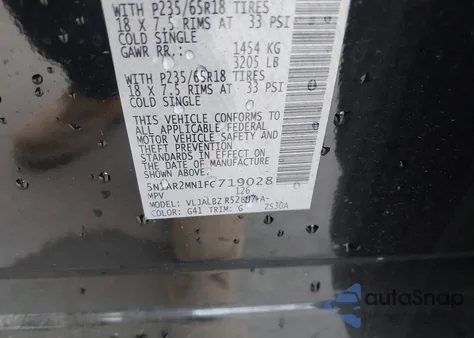 WITH P235/65R18 TIRES
18 X 7.5 RIMS AT 33 PSI
COLD SINGLE
GAWR RR.: 1454 KG
3205 LB
WITH P235/65R18 TIRES
18 X 7.5 RIMS AT 33 PSI
COLD SINGLE
THIS VEHICLE CONFORMS TO
ALL APPLICABLE FEDERAL
MOTOR VEHICLE SAFETY AND
THEFT PREVENTION
STANDARDS IN EFFECT ON
THE DATE OF MANUFACTURE
SHOWN ABOVE.
5N1AR2MN1FC719028
MPV 126
MODEL:
COLOR: G41 TRIM: G 2530A
autoSnap